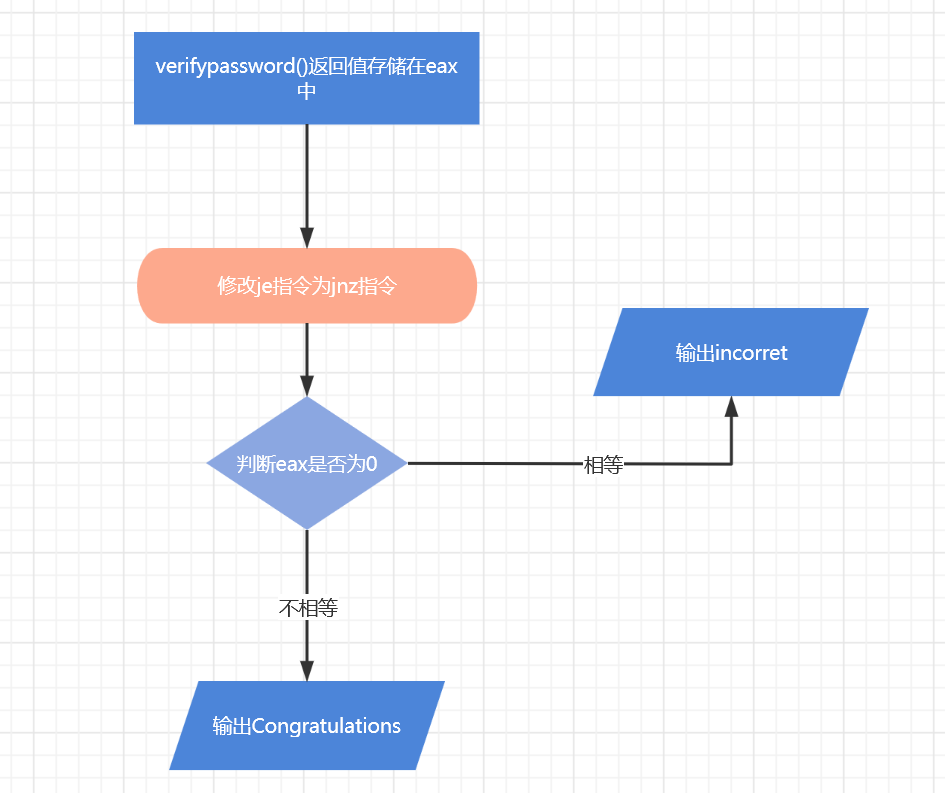 verifypassword()返回值存储在eax
中
修改je指令为jnz指令
输出incorret
判断eax是否为0
相等
不相等
输出Congratulations